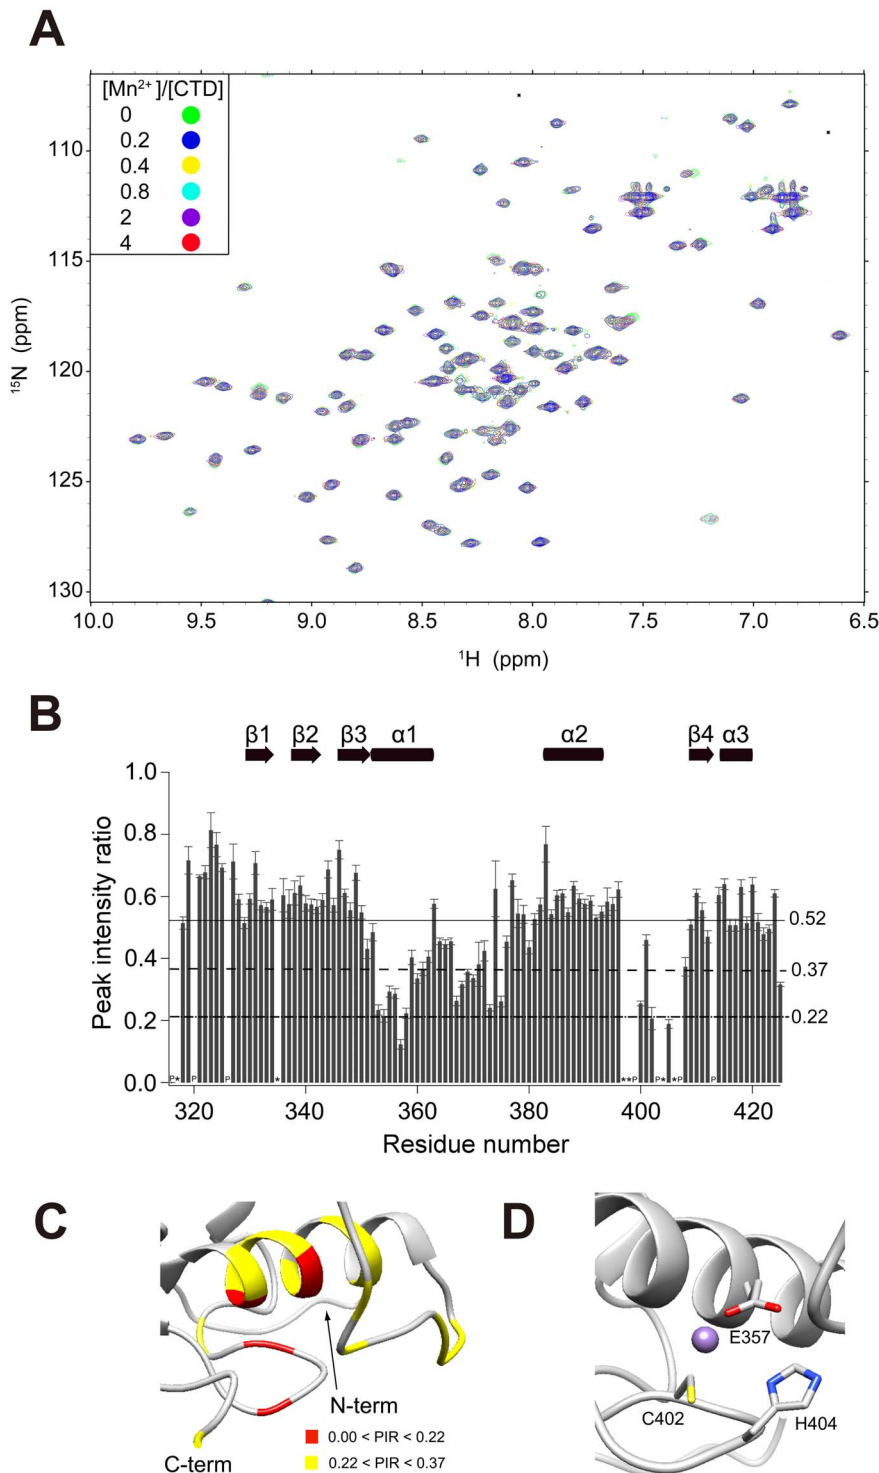 A
[Mn²⁺]/[CTD]
0
0.2
0.4
0.8
2
4
110
115
120
125
130
¹⁵N (ppm)
10.0 9.5 9.0 8.5 8.0 7.5 7.0 6.5
¹H (ppm)
B
β1 β2 β3 α1 α2 β4 α3
1.0
0.8
0.6
0.4
0.2
0.0
Peak intensity ratio
0.52
0.37
0.22
P* P P * **P P* *P P
320 340 360 380 400 420
Residue number
C
N-term
C-term
0.00 < PIR < 0.22
0.22 < PIR < 0.37
D
E357
C402
H404